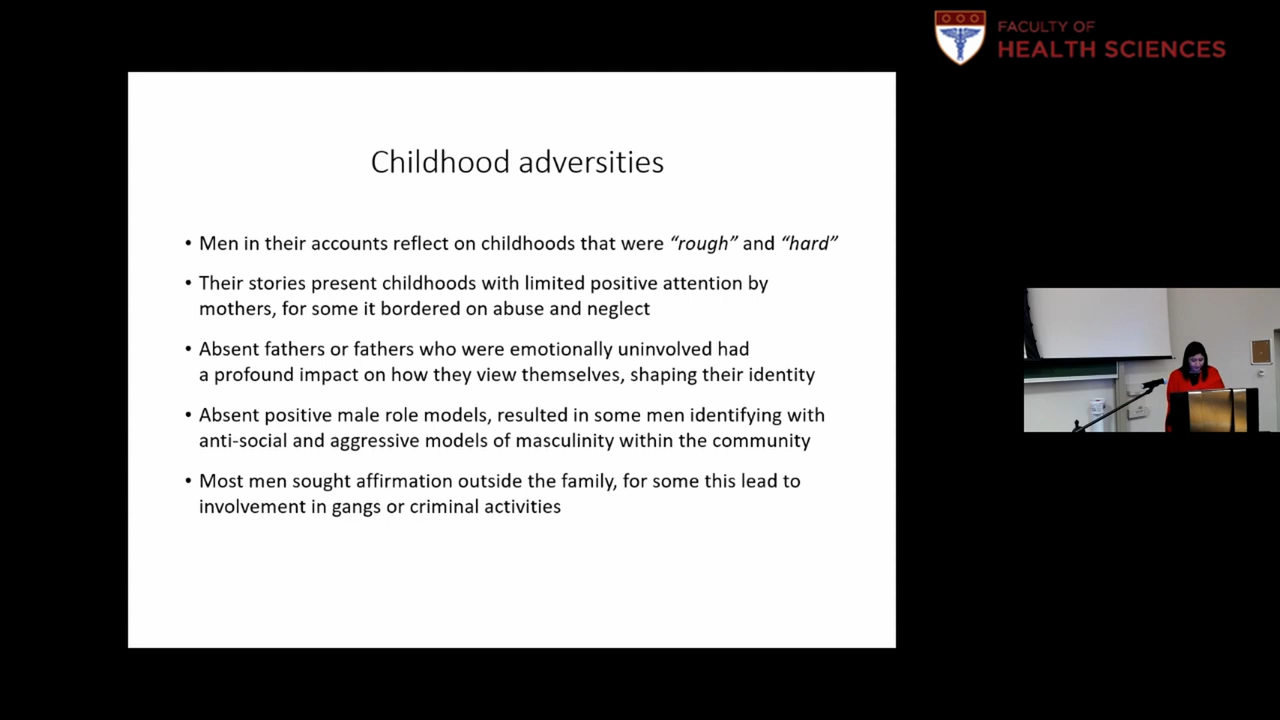 FACULTY OF
HEALTH SCIENCES
Childhood adversities
• Men in their accounts reflect on childhoods that were “rough” and “hard”
• Their stories present childhoods with limited positive attention by
mothers, for some it bordered on abuse and neglect
• Absent fathers or fathers who were emotionally uninvolved had
a profound impact on how they view themselves, shaping their identity
• Absent positive male role models, resulted in some men identifying with
anti-social and aggressive models of masculinity within the community
• Most men sought affirmation outside the family, for some this lead to
involvement in gangs or criminal activities